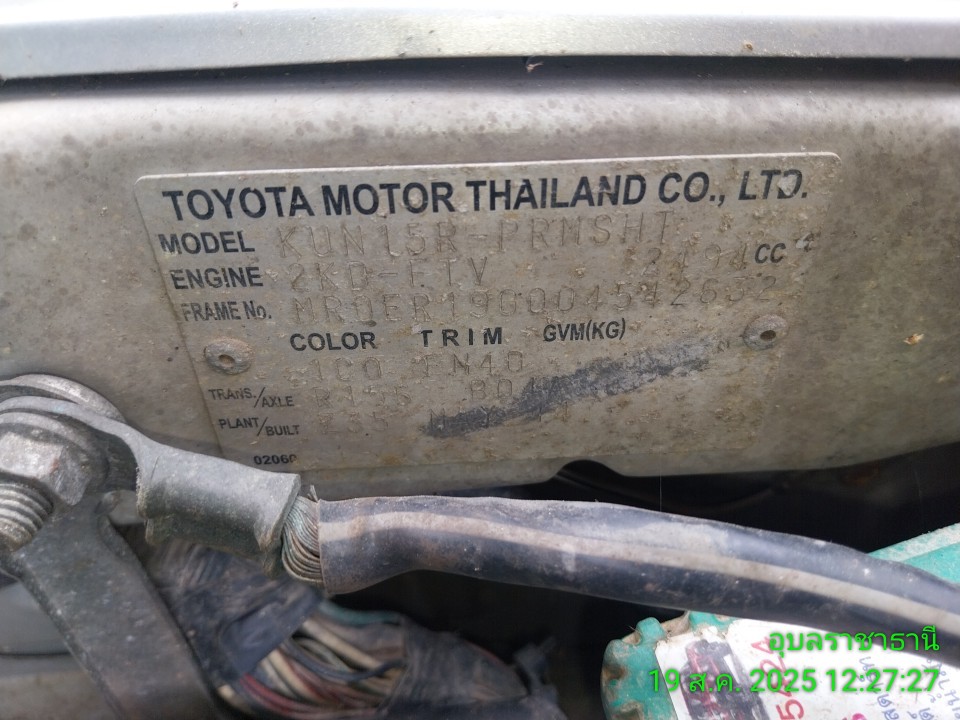 TOYOTA MOTOR THAILAND CO., LTD.
MODEL KUN15R-PRMSHT
ENGINE 2KD-FTV 2494 CC
FRAME No. MR0ER19G004542632
COLOR TRIM GVM(KG)
1C0 FN40
TRANS./AXLE
PLANT/BUILT
02060
อุบลราชธานี
19 ส.ค. 2025 12:27:27